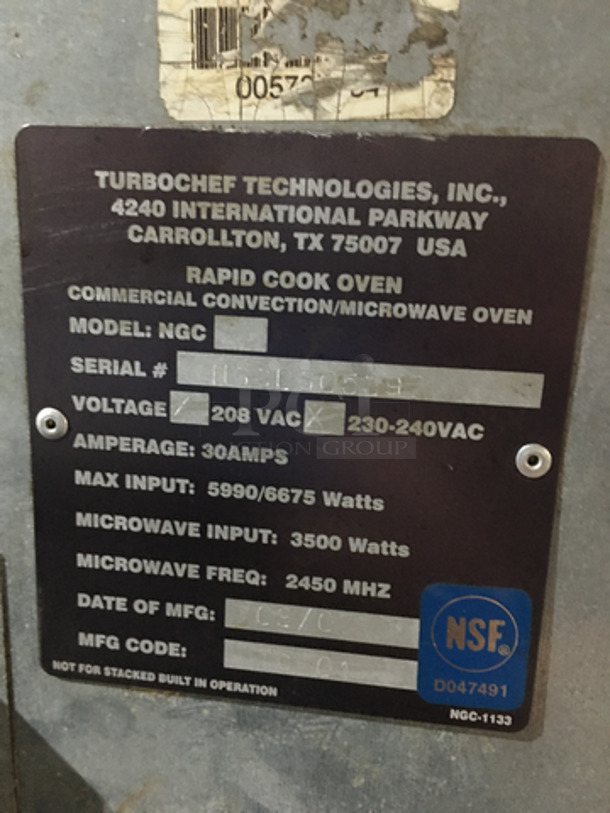 TURBOCHEF TECHNOLOGIES, INC.,
4240 INTERNATIONAL PARKWAY
CARROLLTON, TX 75007 USA
RAPID COOK OVEN
COMMERCIAL CONVECTION/MICROWAVE OVEN
MODEL: NGC
SERIAL #
VOLTAGE / 208 VAC X 230-240VAC
AMPERAGE: 30AMPS
MAX INPUT: 5990/6675 Watts
MICROWAVE INPUT: 3500 Watts
MICROWAVE FREQ: 2450 MHZ
DATE OF MFG:
MFG CODE:
NSF®
D047491
NOT FOR STACKED BUILT IN OPERATION
NGC-1133